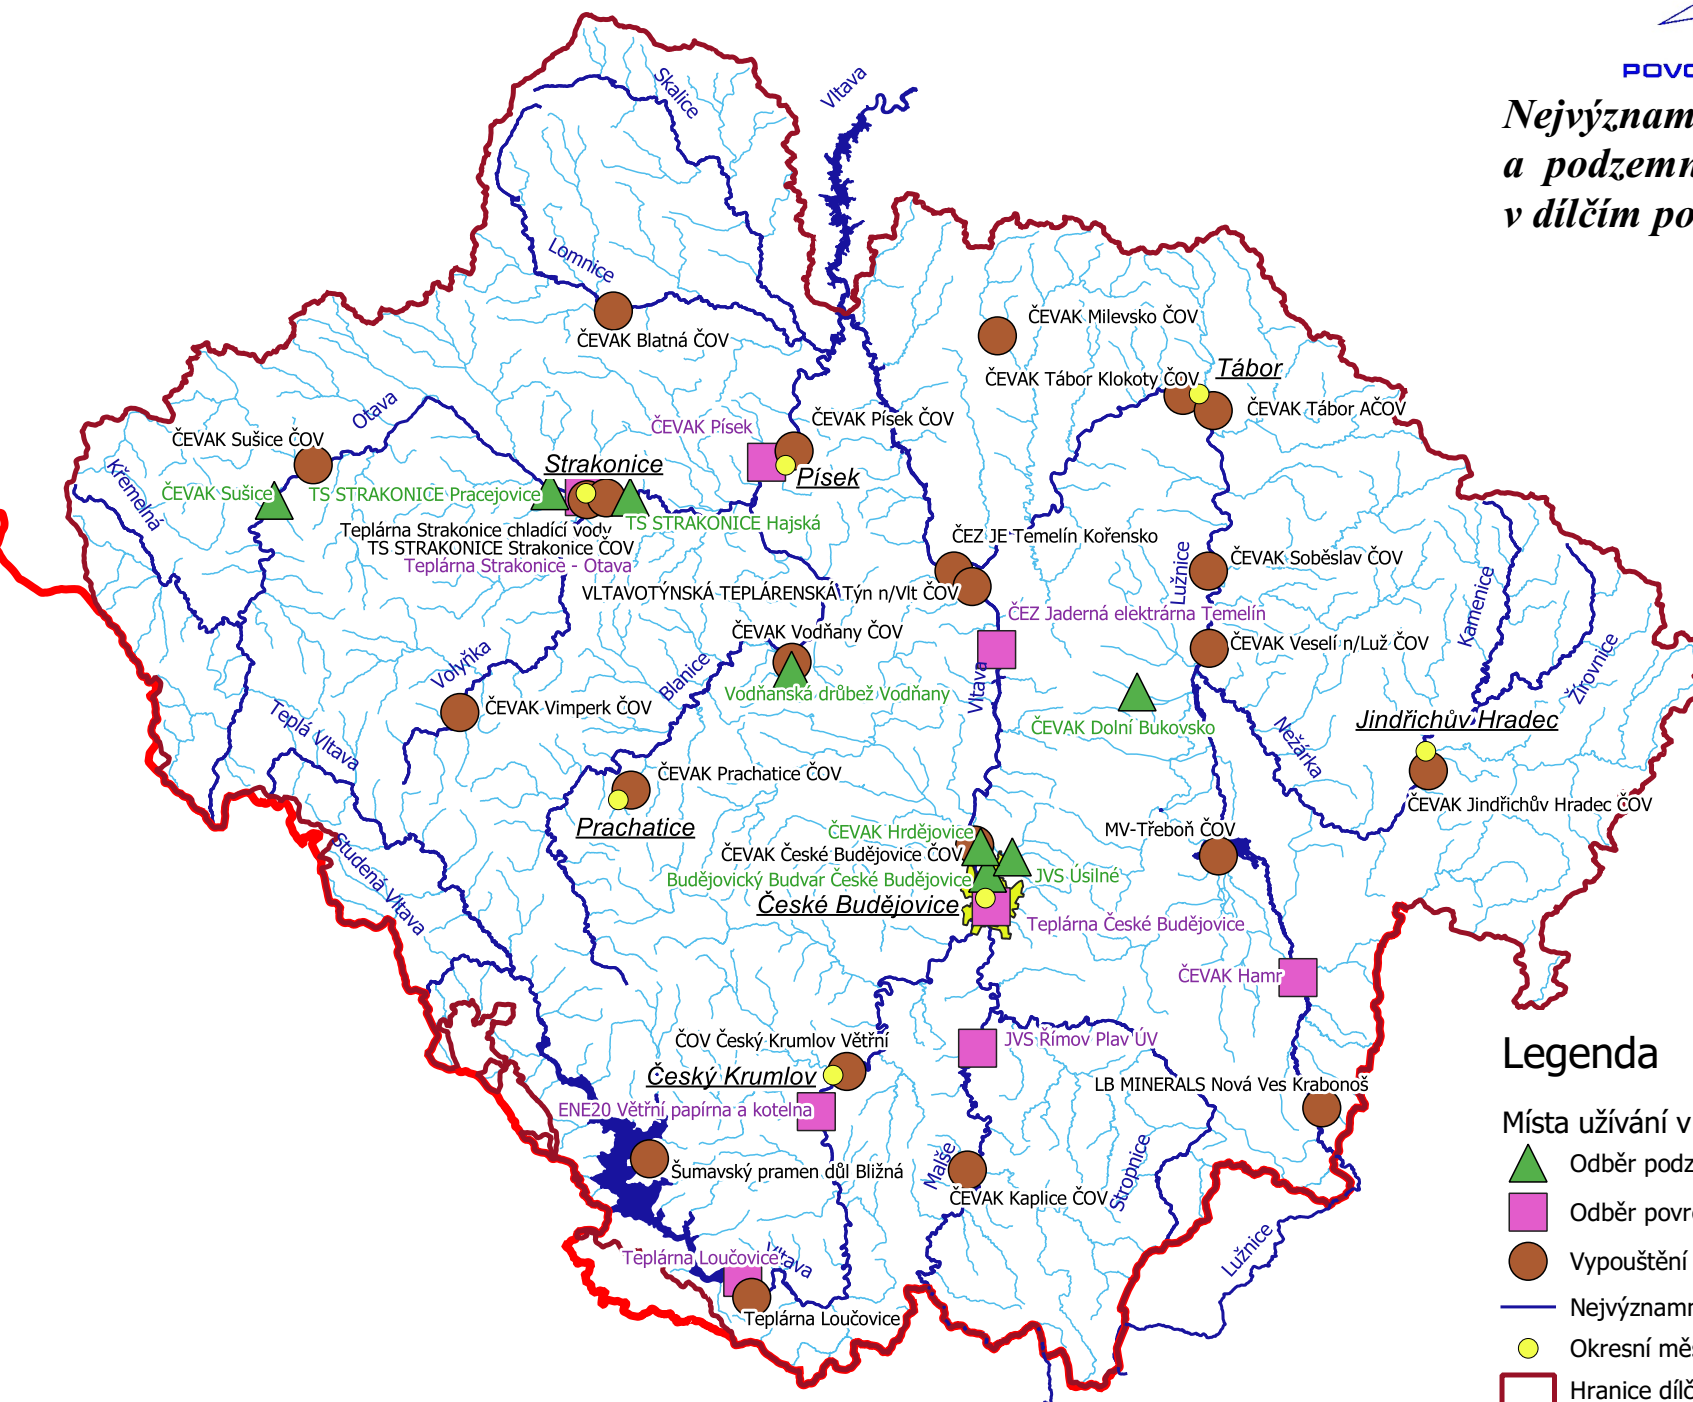 POVO
Nejvýznam
a podzemn
v dílčím po
Skalice
Vltava
Lomnice
ČEVAK Blatná ČOV
ČEVAK Milevsko ČOV
ČEVAK Tábor Klokoty ČOV
Tábor
ČEVAK Tábor AČOV
Otava
ČEVAK Sušice ČOV
Křemelná
ČEVAK Sušice
ČEVAK Písek
ČEVAK Písek ČOV
Písek
Strakonice
TS STRAKONICE Pracejovice
TS STRAKONICE Hajská
Teplárna Strakonice chladící vody
TS STRAKONICE Strakonice ČOV
Teplárna Strakonice - Otava
ČEZ JE Temelín Kořensko
VLTAVOTÝNSKÁ TEPLÁRENSKÁ Týn n/Vlt ČOV
Lužnice
ČEVAK Soběslav ČOV
Kamenice
ČEZ Jaderná elektrárna Temelín
ČEVAK Vodňany ČOV
Vodňanská drůbež Vodňany
ČEVAK Veselí n/Luž ČOV
Žirovnice
Volyňka
Blanice
Vltava
ČEVAK Vimperk ČOV
ČEVAK Dolní Bukovsko
Jindřichův Hradec
Teplá Vltava
Nežárka
ČEVAK Prachatice ČOV
Prachatice
ČEVAK Jindřichův Hradec ČOV
ČEVAK Hrdějovice
MV-Třeboň ČOV
ČEVAK České Budějovice ČOV
Studená Vltava
Budějovický Budvar České Budějovice
JVS Úsilné
České Budějovice
Teplárna České Budějovice
ČEVAK Hamr
ČOV Český Krumlov Větřní
JVS Římov Plav ÚV
Český Krumlov
LB MINERALS Nová Ves Krabonoš
ENE20 Větřní papírna a kotelna
Šumavský pramen důl Bližná
Malše
Stropnice
ČEVAK Kaplice ČOV
Teplárna Loučovice
Vltava
Lužnice
Teplárna Loučovice
Legenda
Místa užívání v
Odběr podz
Odběr povr
Vypouštění
Nejvýznamn
Okresní měs
Hranice dílč